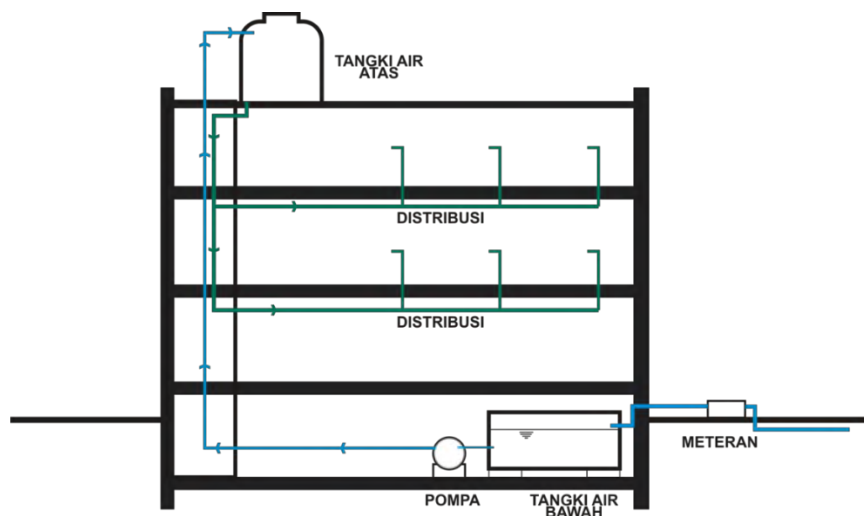 TANGKI AIR
ATAS
DISTRIBUSI
DISTRIBUSI
METERAN
POMPA
TANGKI AIR
BAWAH